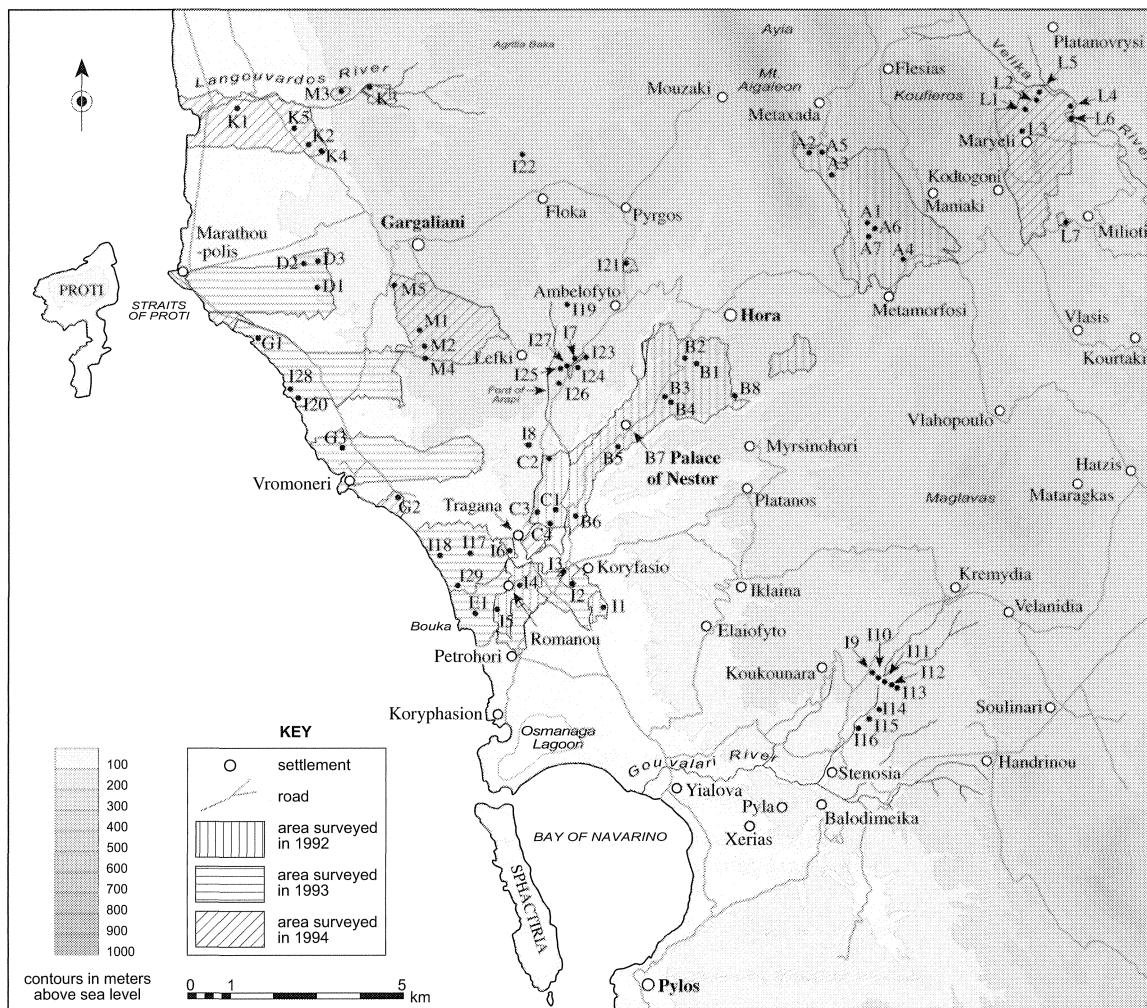 Ayia
Platanovrysi
Agrilia Baka
Velika
Flesias
L5
Langouvardos River
Mt.
Aigaleon
Mouzaki
Koufieros
L2
L4
M3
L1
Metaxada
K1
K5
L6
River
K2
L3
A2
A5
Maryeli
K4
I22
A3
Kodtogoni
Floka
Maniaki
Pyrgos
A1
Milioti
Gargaliani
A6
L7
Marathou
-polis
A7
A4
D2
D3
I21
PROTI
STRAITS
OF PROTI
D1
M5
Ambelofyto
I19
Metamorfosi
Hora
M1
I7
Vlasis
G1
M2
I27
I23
B2
Kourtaki
Lefki
M4
I25
I24
B1
I28
Ford of
Arapi
I26
B3
B8
I20
B4
Vlahopoulo
G3
I8
Myrsinohori
C2
B5
B7 Palace
of Nestor
Hatzis
Vromoneri
Mataragkas
Platanos
Maglavas
G2
Tragana
C1
C3
B6
C4
I18
I17
I6
I3
Koryfasio
Kremydia
I29
I4
Iklaina
I2
I1
Velanidia
E1
I5
Bouka
Romanou
Elaiofyto
I10
I9
I11
Petrohori
Koukounara
I12
I13
Koryphasion
I14
Soulinari
I15
KEY
Osmanaga
Lagoon
I16
settlement
Gouvalari River
Handrinou
Stenosia
road
Yialova
Pyla
Balodimeika
area surveyed
in 1992
BAY OF NAVARINO
Xerias
area surveyed
in 1993
SPHACTIRIA
area surveyed
in 1994
100
200
300
400
500
600
700
800
900
1000
contours in meters
above sea level
0
1
5
km
Pylos